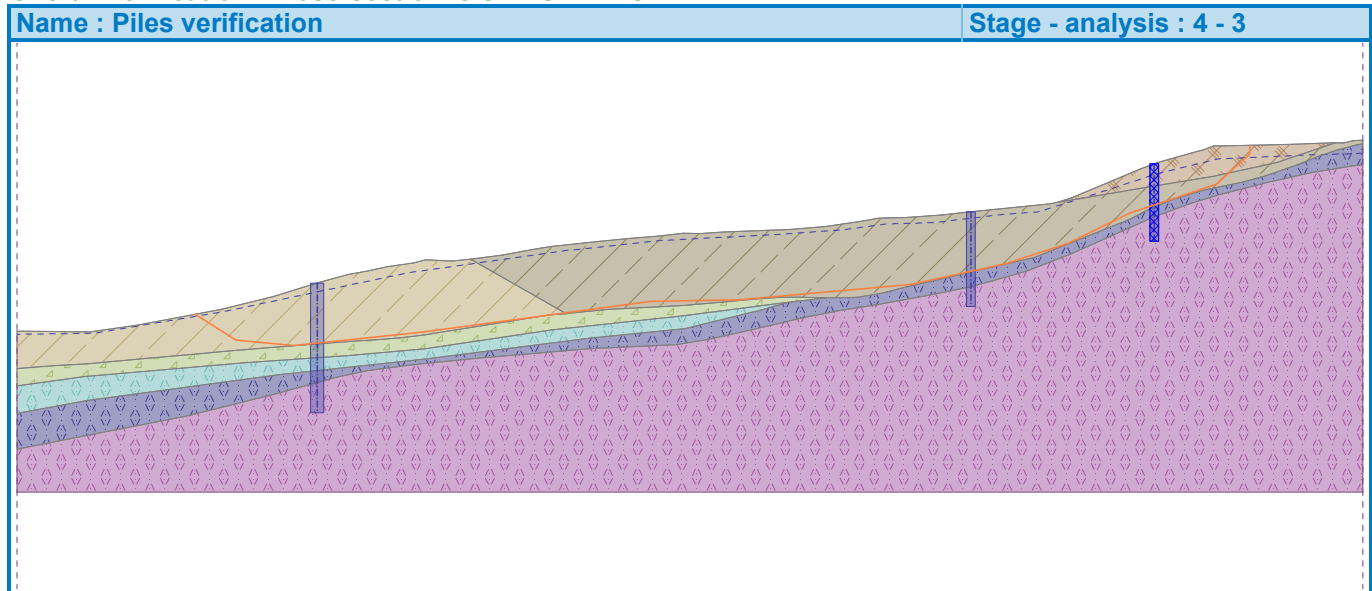 Name : Piles verification
Stage - analysis : 4 - 3